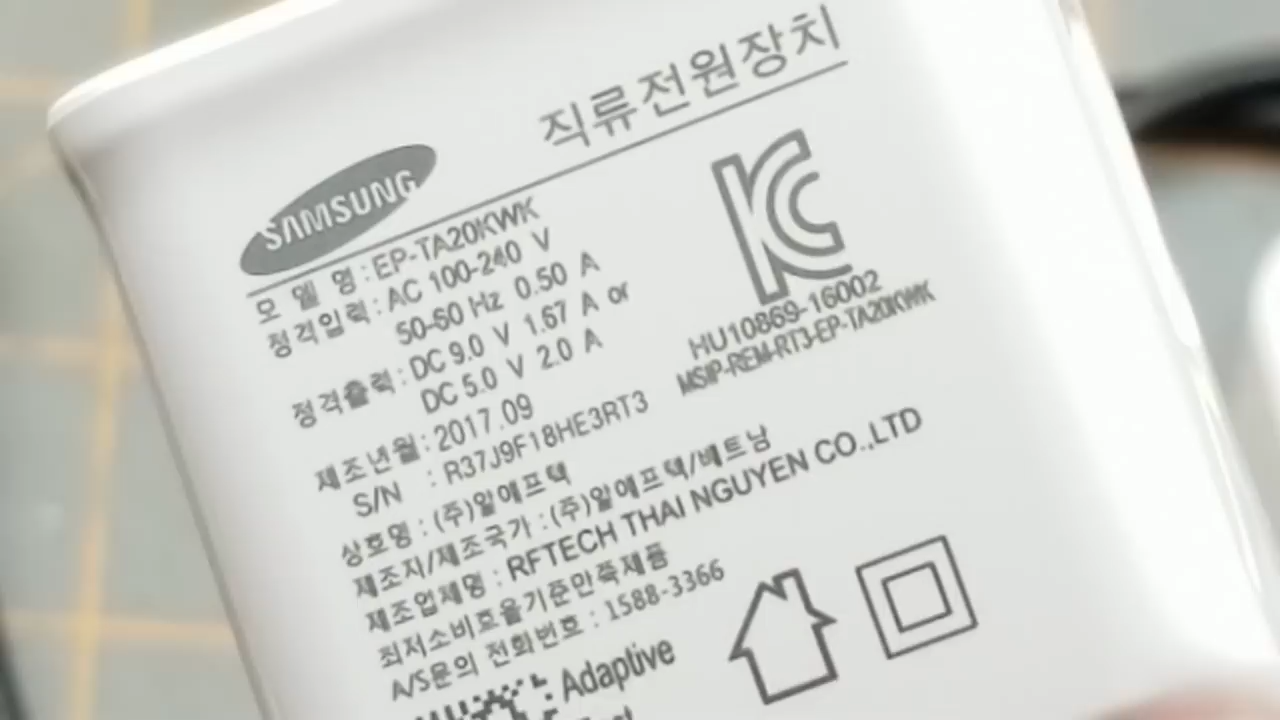 직류전원장치
SAMSUNG
모 델 명 : EP-TA20KWK
정격입력 : AC 100-240 V
50-60 Hz 0.50 A
정격출력 : DC 9.0 V 1.67 A or
DC 5.0 V 2.0 A
제조년월 : 2017.09
S/N : R37J9F18HE3RT3
상호명 : (주)알에프텍
제조자/제조국가 : (주)알에프텍/베트남
제조업체명 : RFTECH THAI NGUYEN CO.,LTD
최저소비효율기준만족제품
A/S문의 전화번호 : 1588-3366
Adaptive
HU10869-16002
MSIP-REM-RT3-EP-TA20KWK